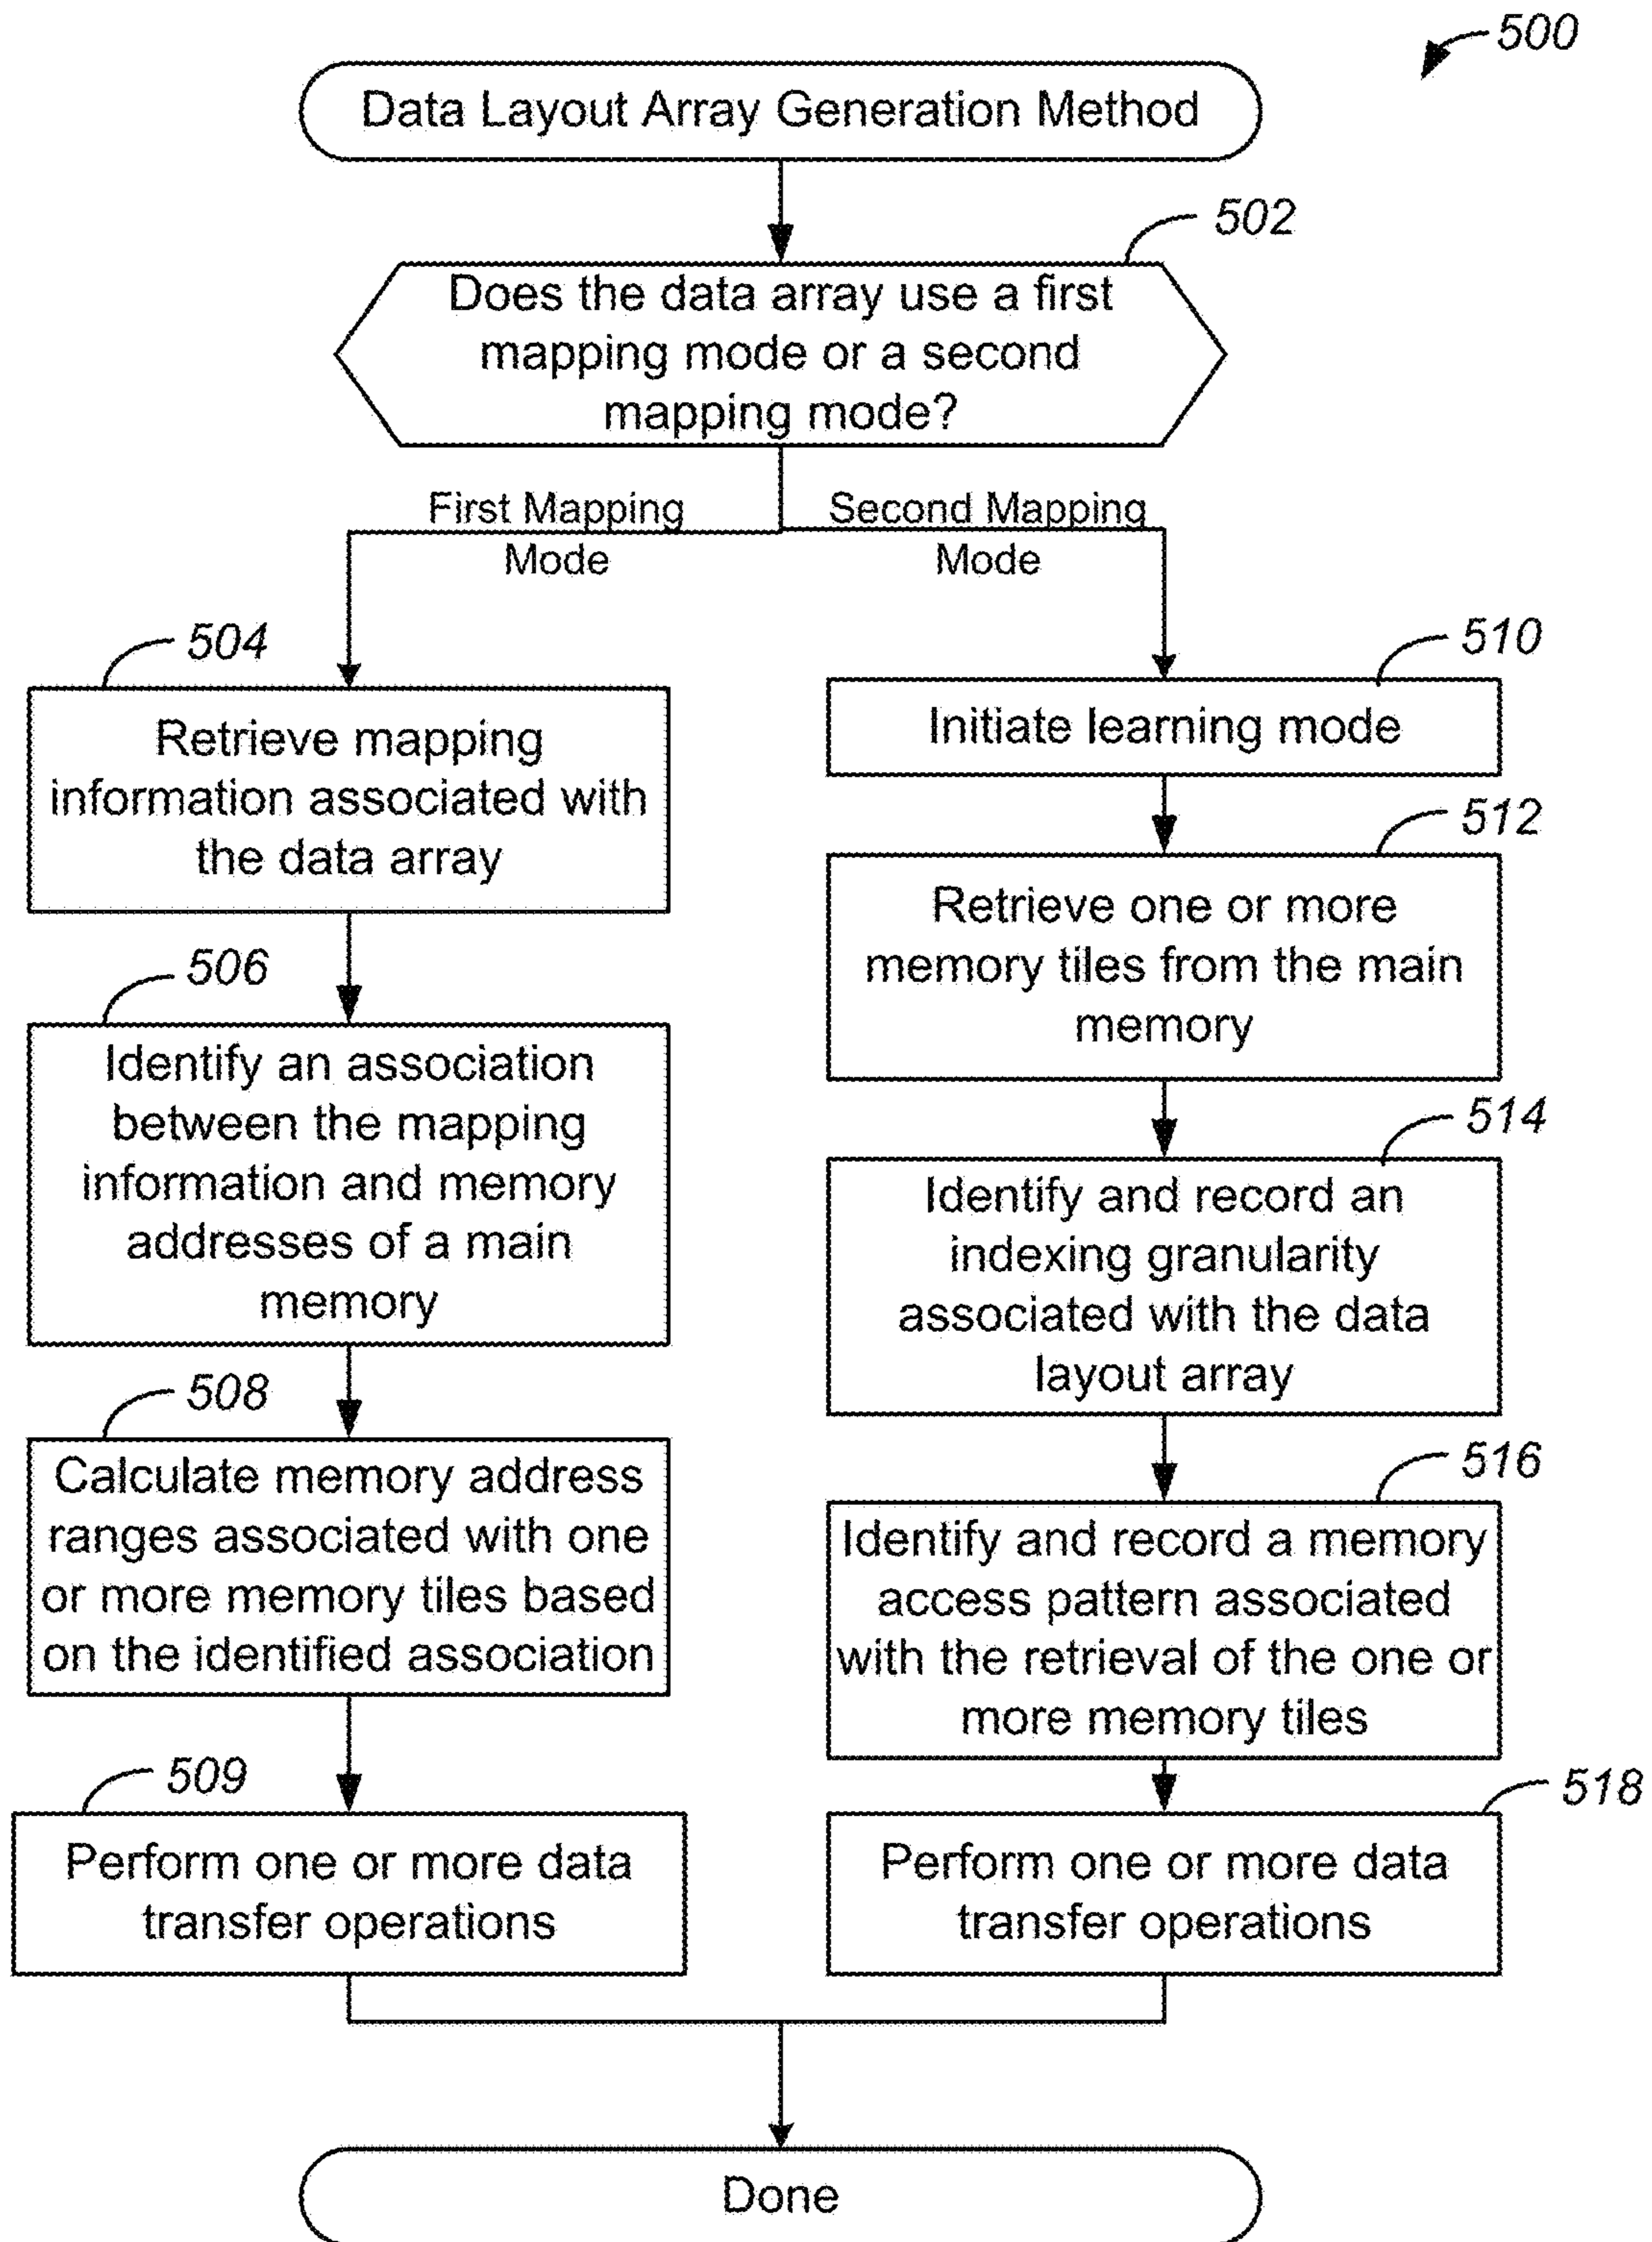 500
Data Layout Array Generation Method
502
Does the data array use a first
mapping mode or a second
mapping mode?
First Mapping
Mode
Second Mapping
Mode
504
Retrieve mapping
information associated with
the data array
506
Identify an association
between the mapping
information and memory
addresses of a main
memory
508
Calculate memory address
ranges associated with one
or more memory tiles based
on the identified association
509
Perform one or more data
transfer operations
510
Initiate learning mode
512
Retrieve one or more
memory tiles from the main
memory
514
Identify and record an
indexing granularity
associated with the data
layout array
516
Identify and record a memory
access pattern associated
with the retrieval of the one or
more memory tiles
518
Perform one or more data
transfer operations
Done